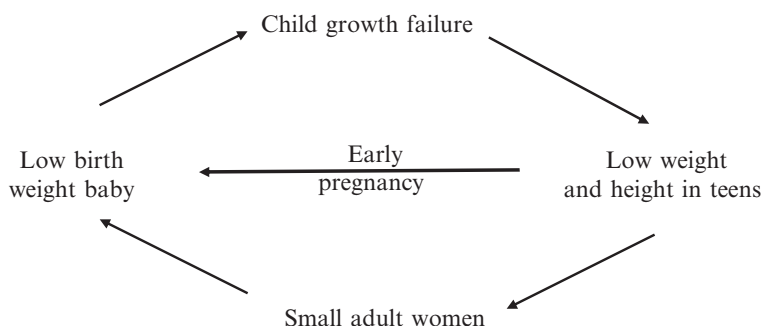 Child growth failure
Low birth
weight baby
Early
pregnancy
Low weight
and height in teens
Small adult women